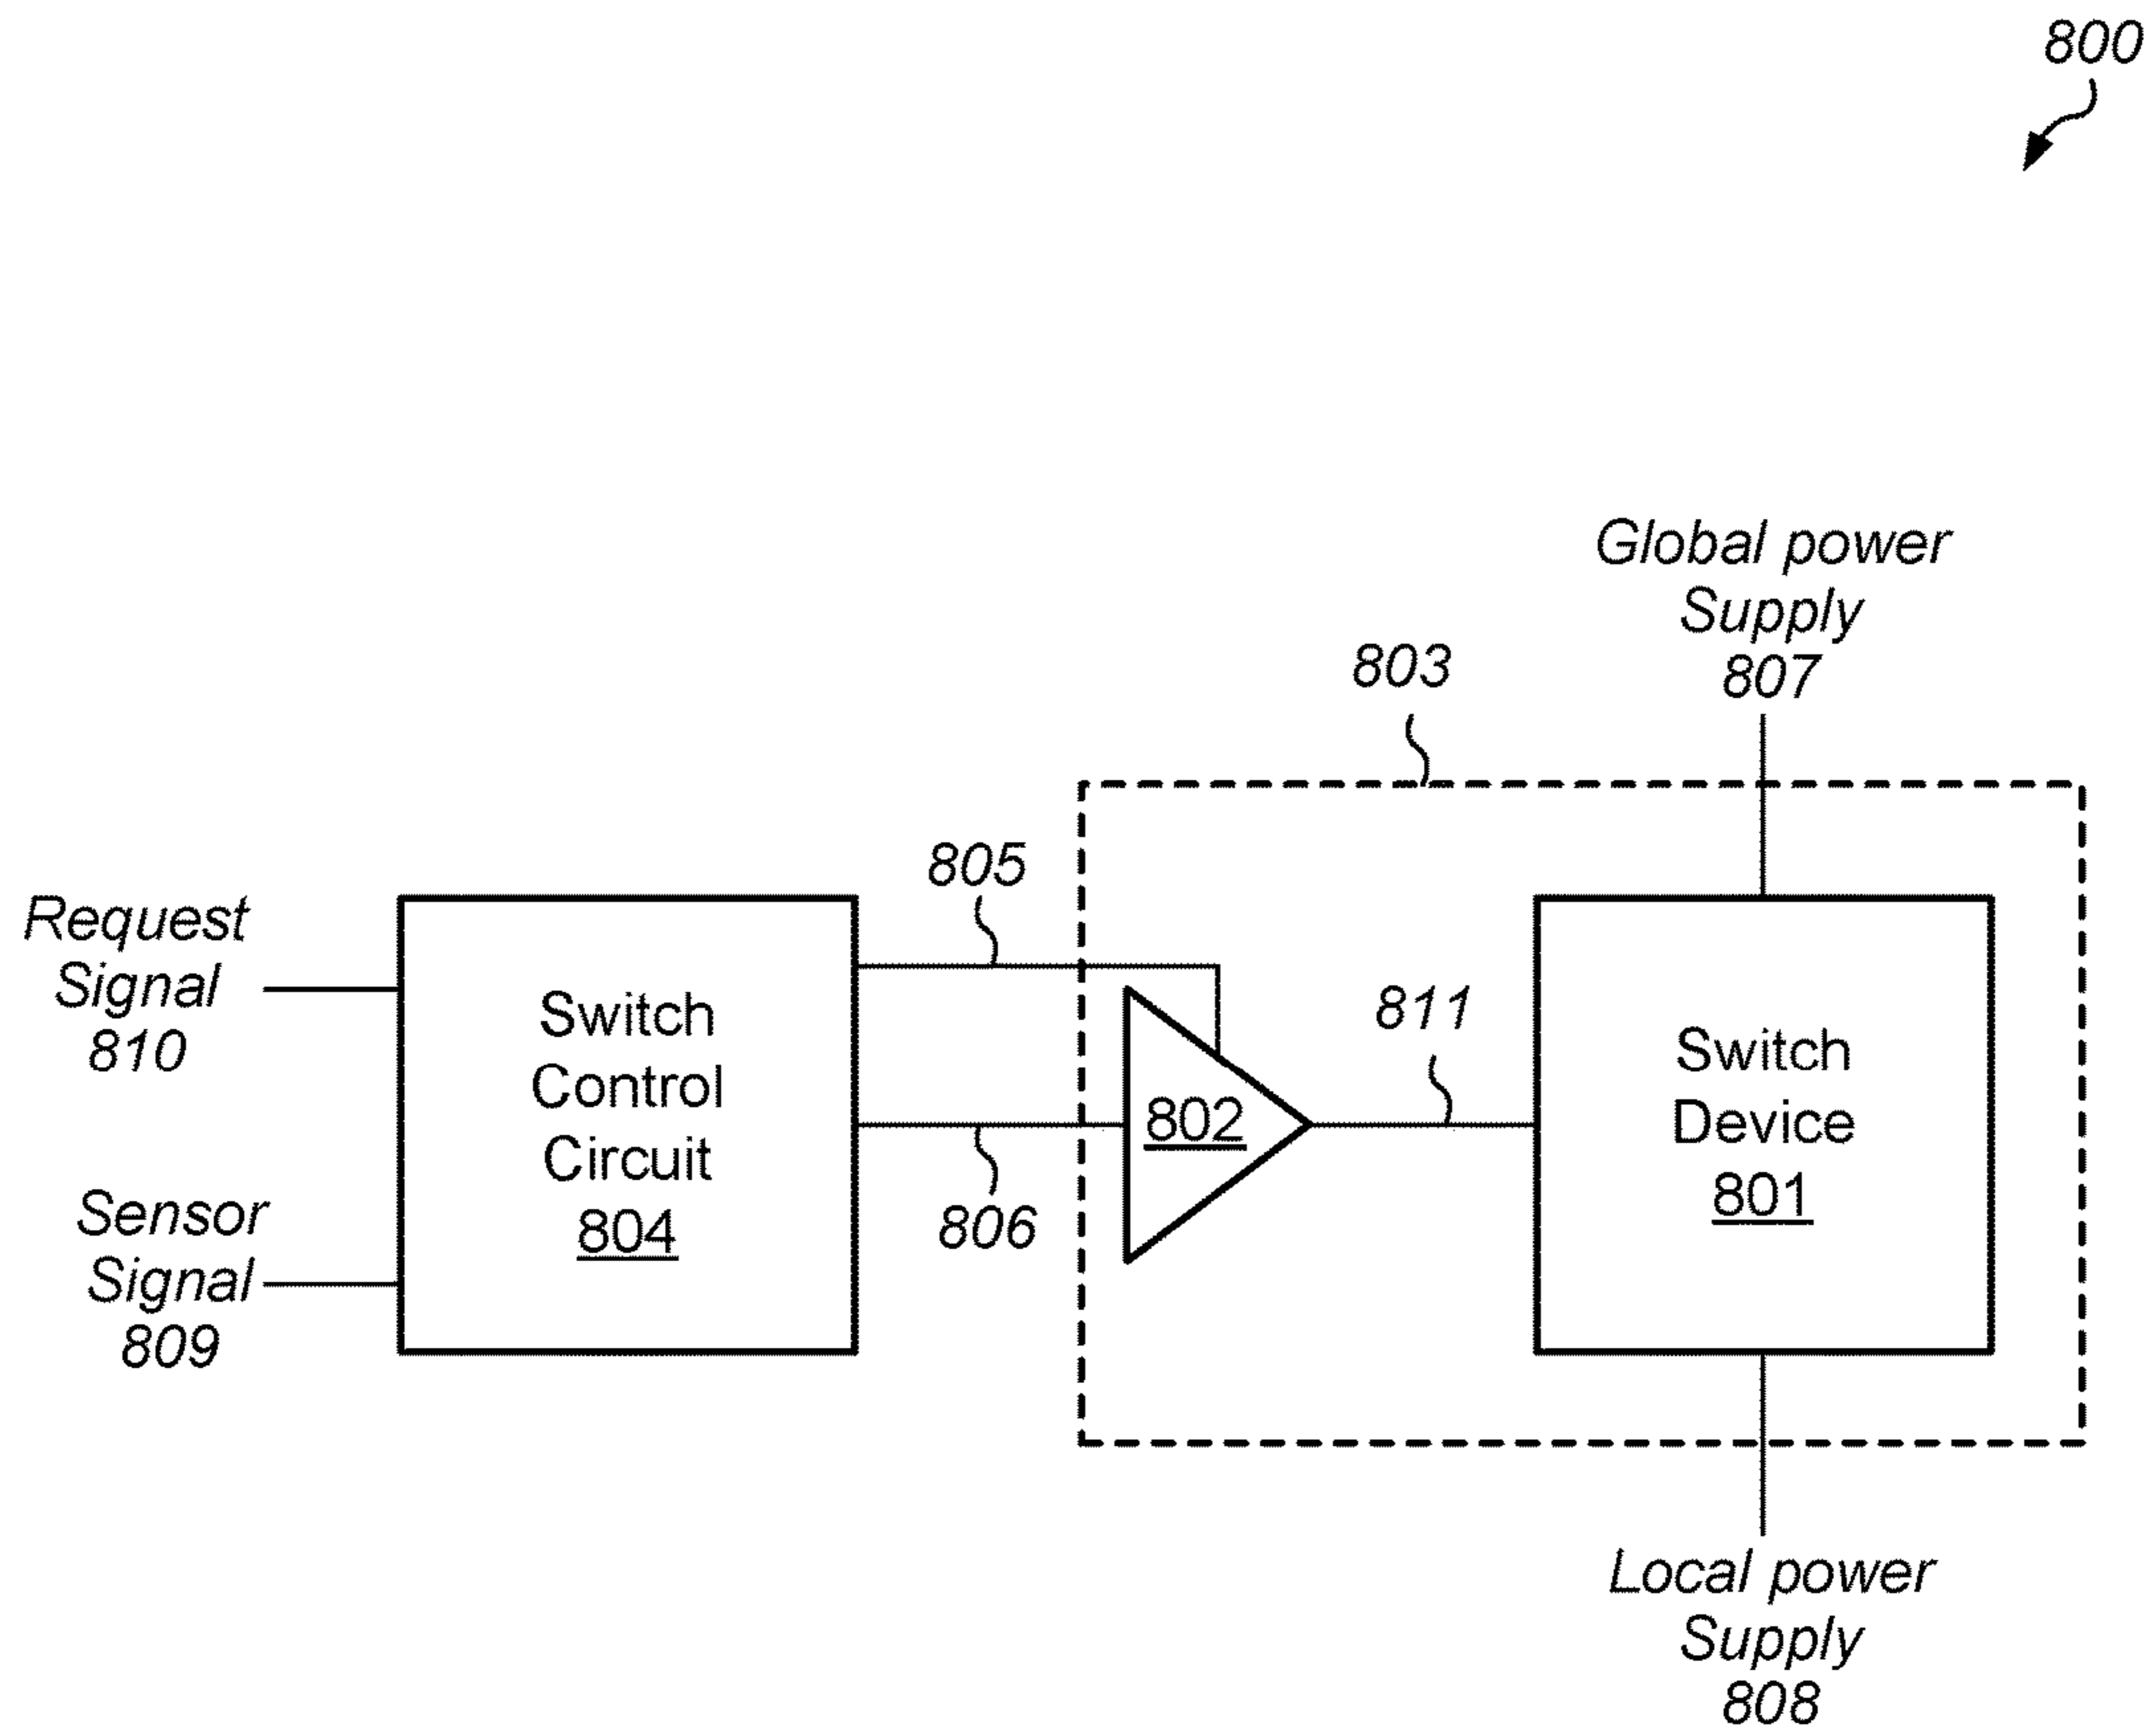 800
Global power
Supply
807
803
805
Request
Signal
810
Switch
Control
Circuit
804
Sensor
Signal
809
806
802
811
Switch
Device
801
Local power
Supply
808